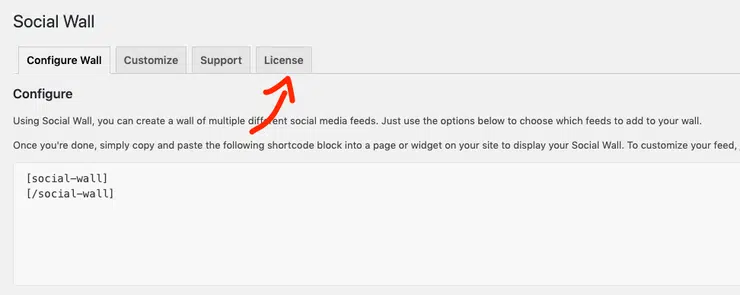 Social Wall
Configure Wall
Customize
Support
License
Configure
Using Social Wall, you can create a wall of multiple different social media feeds. Just use the options below to choose which feeds to add to your wall.
Once you're done, simply copy and paste the following shortcode block into a page or widget on your site to display your Social Wall. To customize your feed,
[social-wall]
[/social-wall]